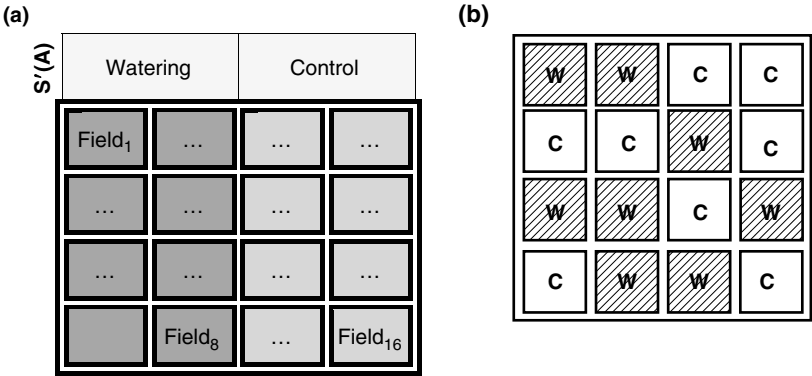 (a)
S′(A)
Watering Control
Field₁ ... ... ...
... ... ... ...
... ... ... ...
Field₈ ... Field₁₆
(b)
W W C C
C C W C
W W C W
C W W C